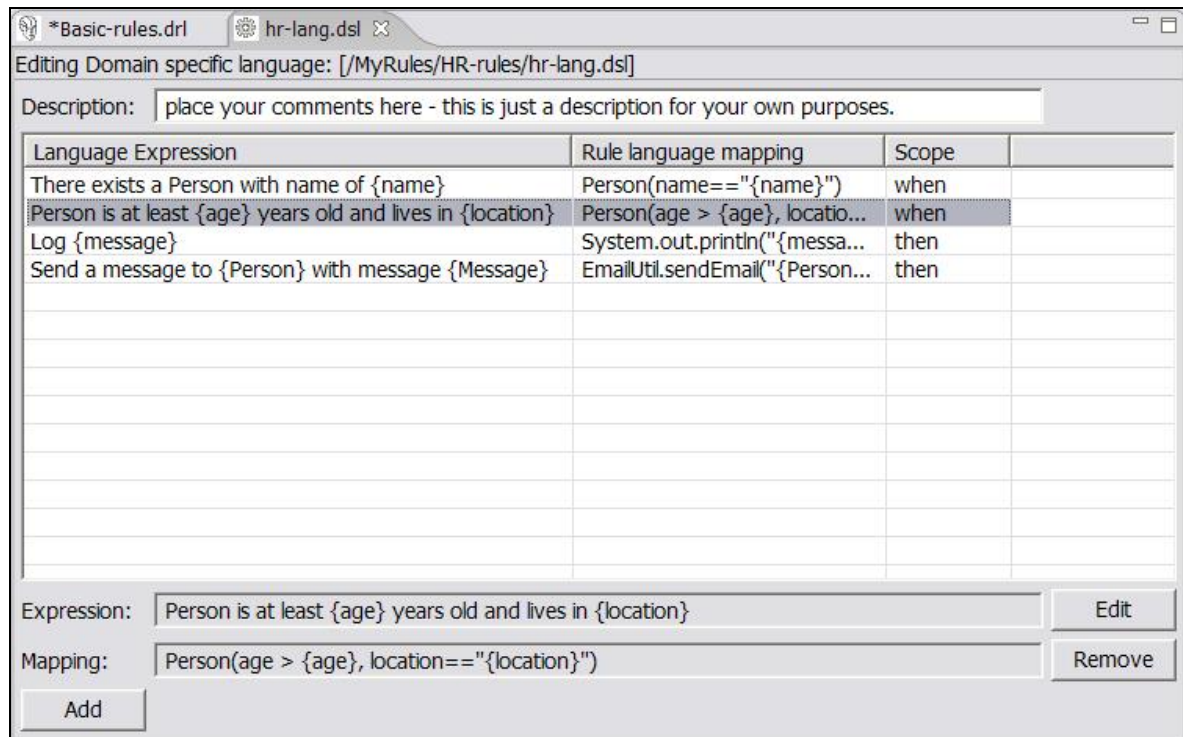 *Basic-rules.drl hr-lang.dsl
Editing Domain specific language: [/MyRules/HR-rules/hr-lang.dsl]
Description: place your comments here - this is just a description for your own purposes.
Language Expression Rule language mapping Scope
There exists a Person with name of {name} Person(name=="{name}") when
Person is at least {age} years old and lives in {location} Person(age > {age}, locatio... when
Log {message} System.out.println("{messa... then
Send a message to {Person} with message {Message} EmailUtil.sendEmail("{Person... then
Expression: Person is at least {age} years old and lives in {location} Edit
Mapping: Person(age > {age}, location=="{location}") Remove
Add